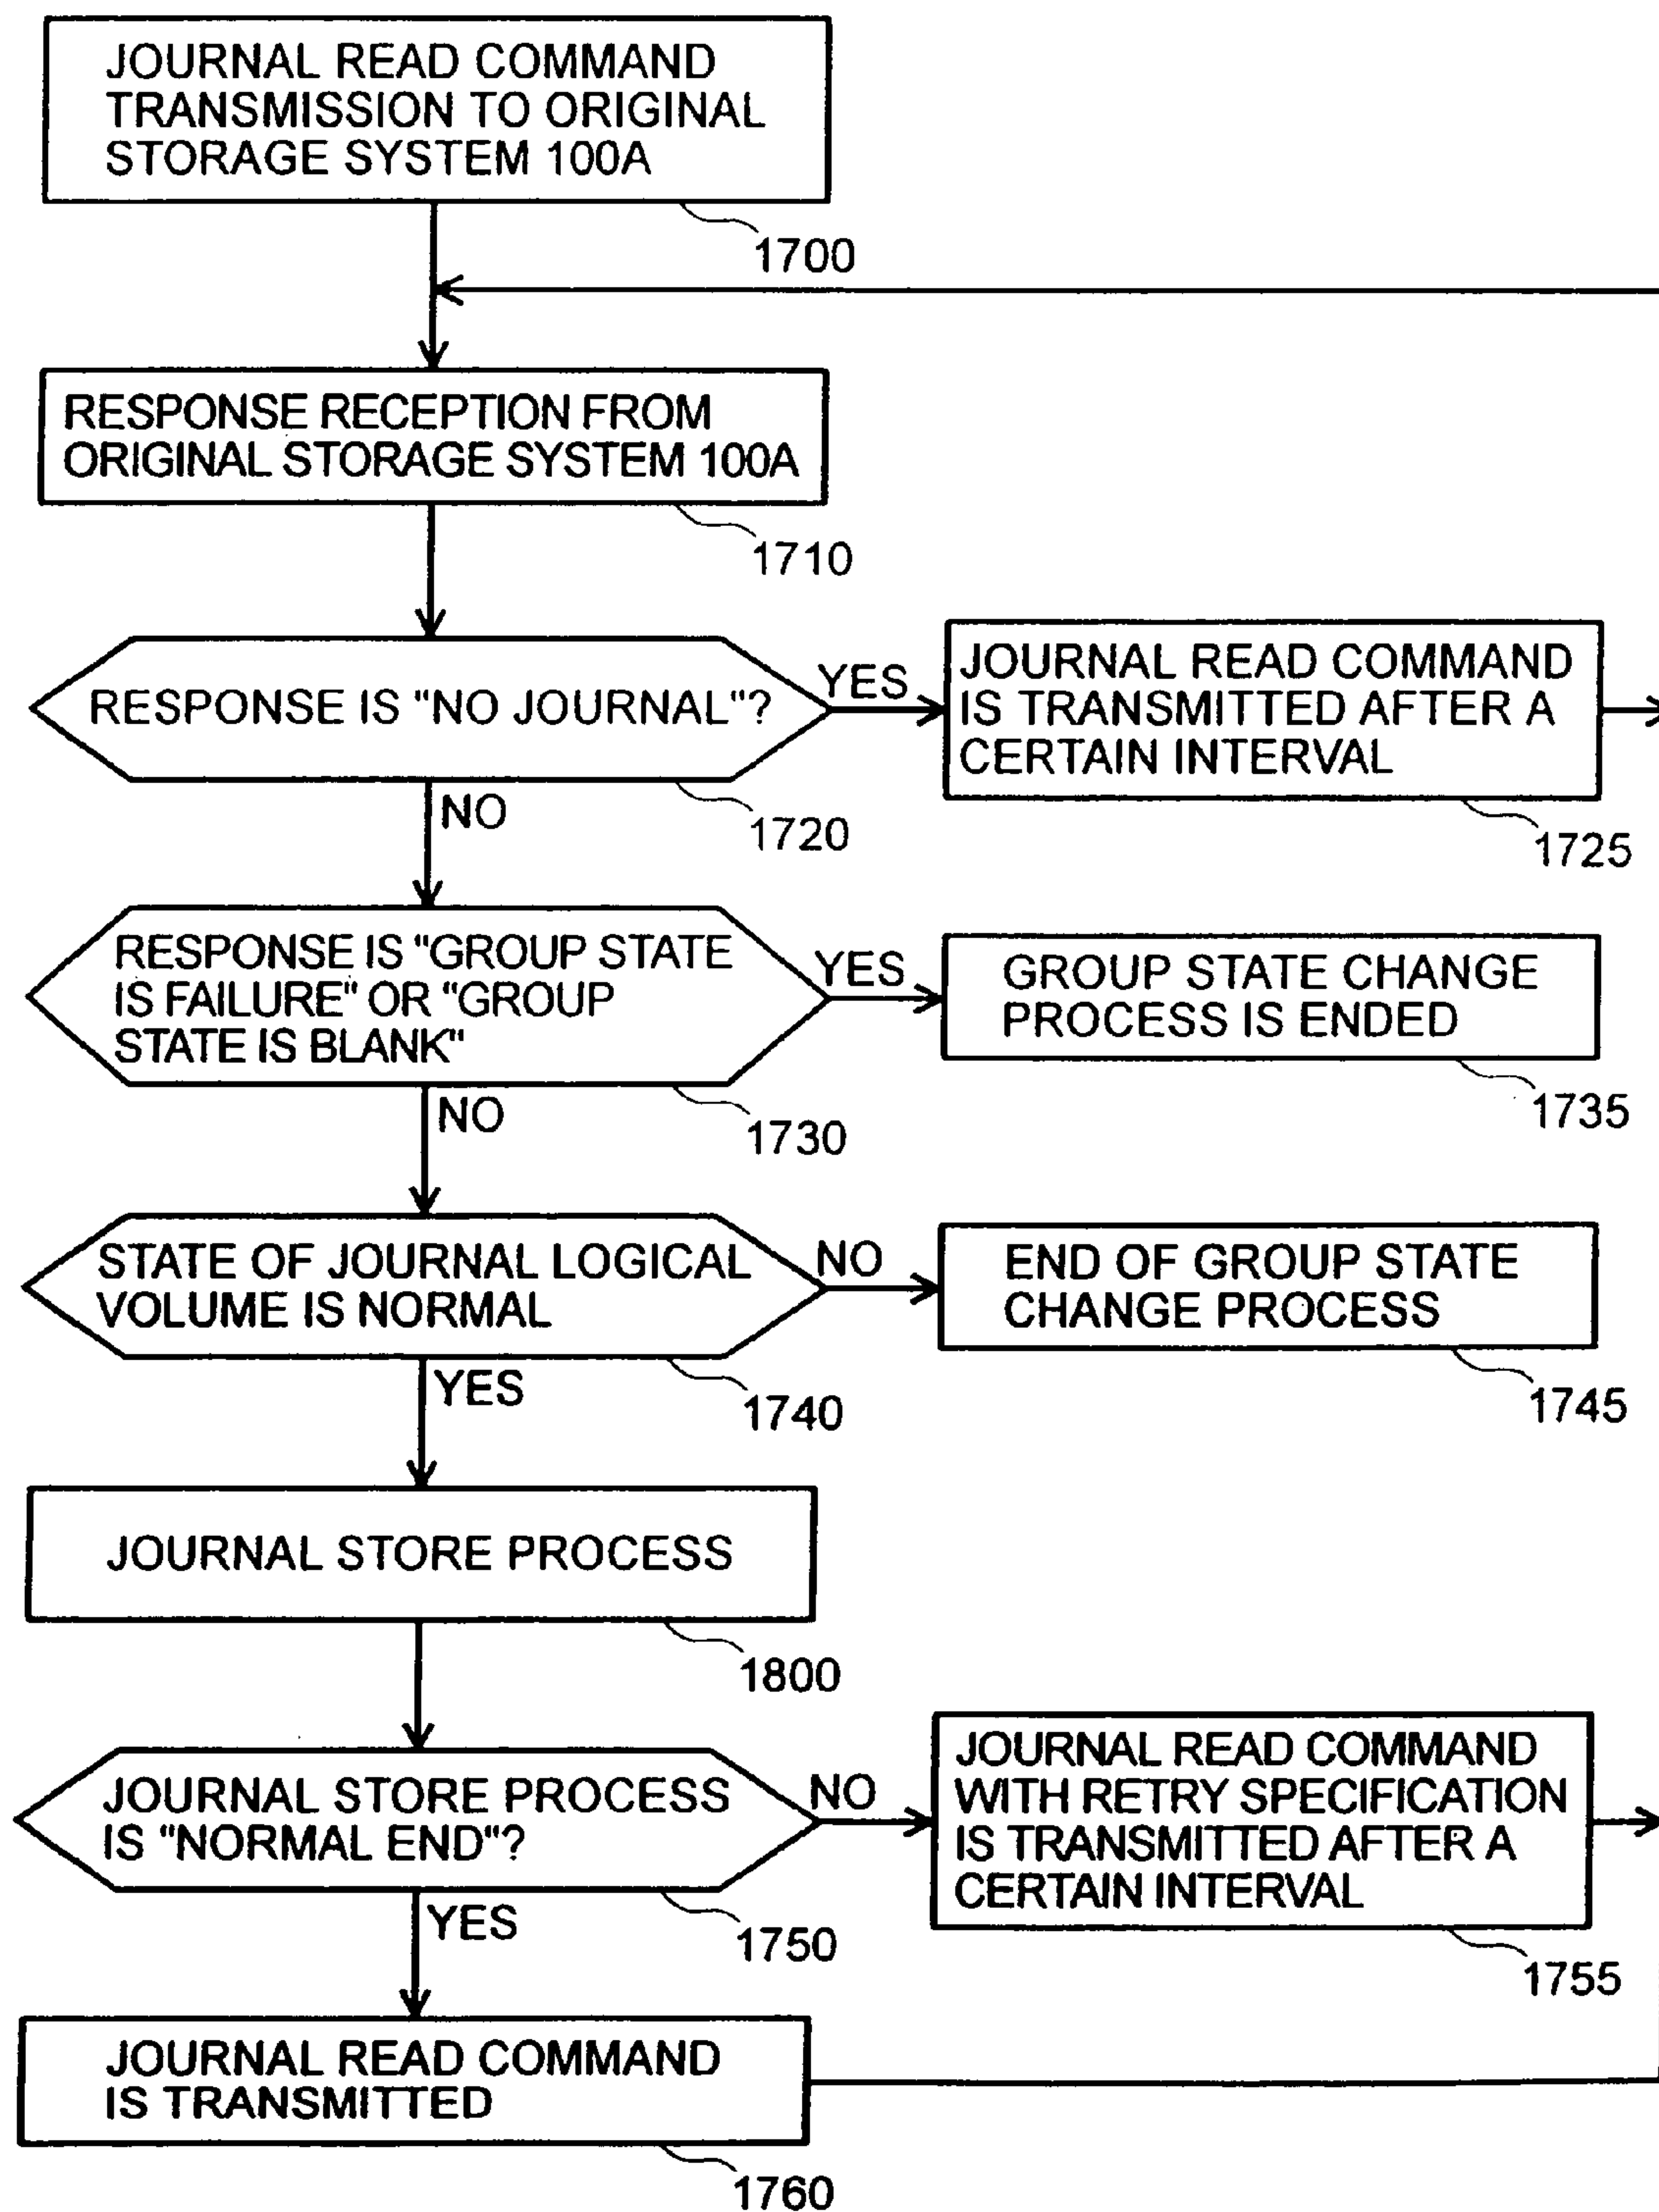 JOURNAL READ COMMAND
TRANSMISSION TO ORIGINAL
STORAGE SYSTEM 100A
1700
RESPONSE RECEPTION FROM
ORIGINAL STORAGE SYSTEM 100A
1710
RESPONSE IS "NO JOURNAL"?
YES
JOURNAL READ COMMAND
IS TRANSMITTED AFTER A
CERTAIN INTERVAL
NO
1720
1725
RESPONSE IS "GROUP STATE
IS FAILURE" OR "GROUP
STATE IS BLANK"
YES
GROUP STATE CHANGE
PROCESS IS ENDED
NO
1730
1735
STATE OF JOURNAL LOGICAL
VOLUME IS NORMAL
NO
END OF GROUP STATE
CHANGE PROCESS
YES
1740
1745
JOURNAL STORE PROCESS
1800
JOURNAL STORE PROCESS
IS "NORMAL END"?
NO
JOURNAL READ COMMAND
WITH RETRY SPECIFICATION
IS TRANSMITTED AFTER A
CERTAIN INTERVAL
YES
1750
1755
JOURNAL READ COMMAND
IS TRANSMITTED
1760